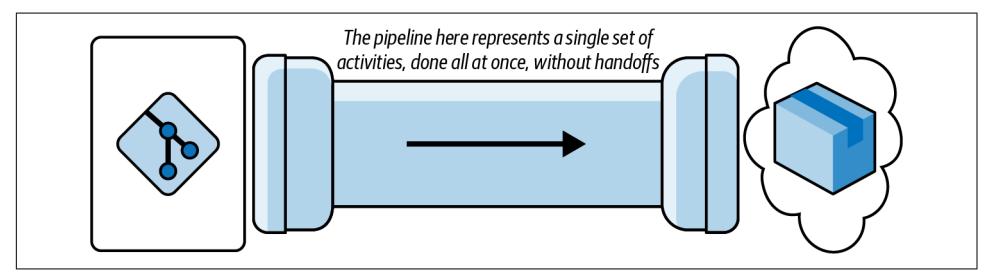 The pipeline here represents a single set of
activities, done all at once, without handoffs